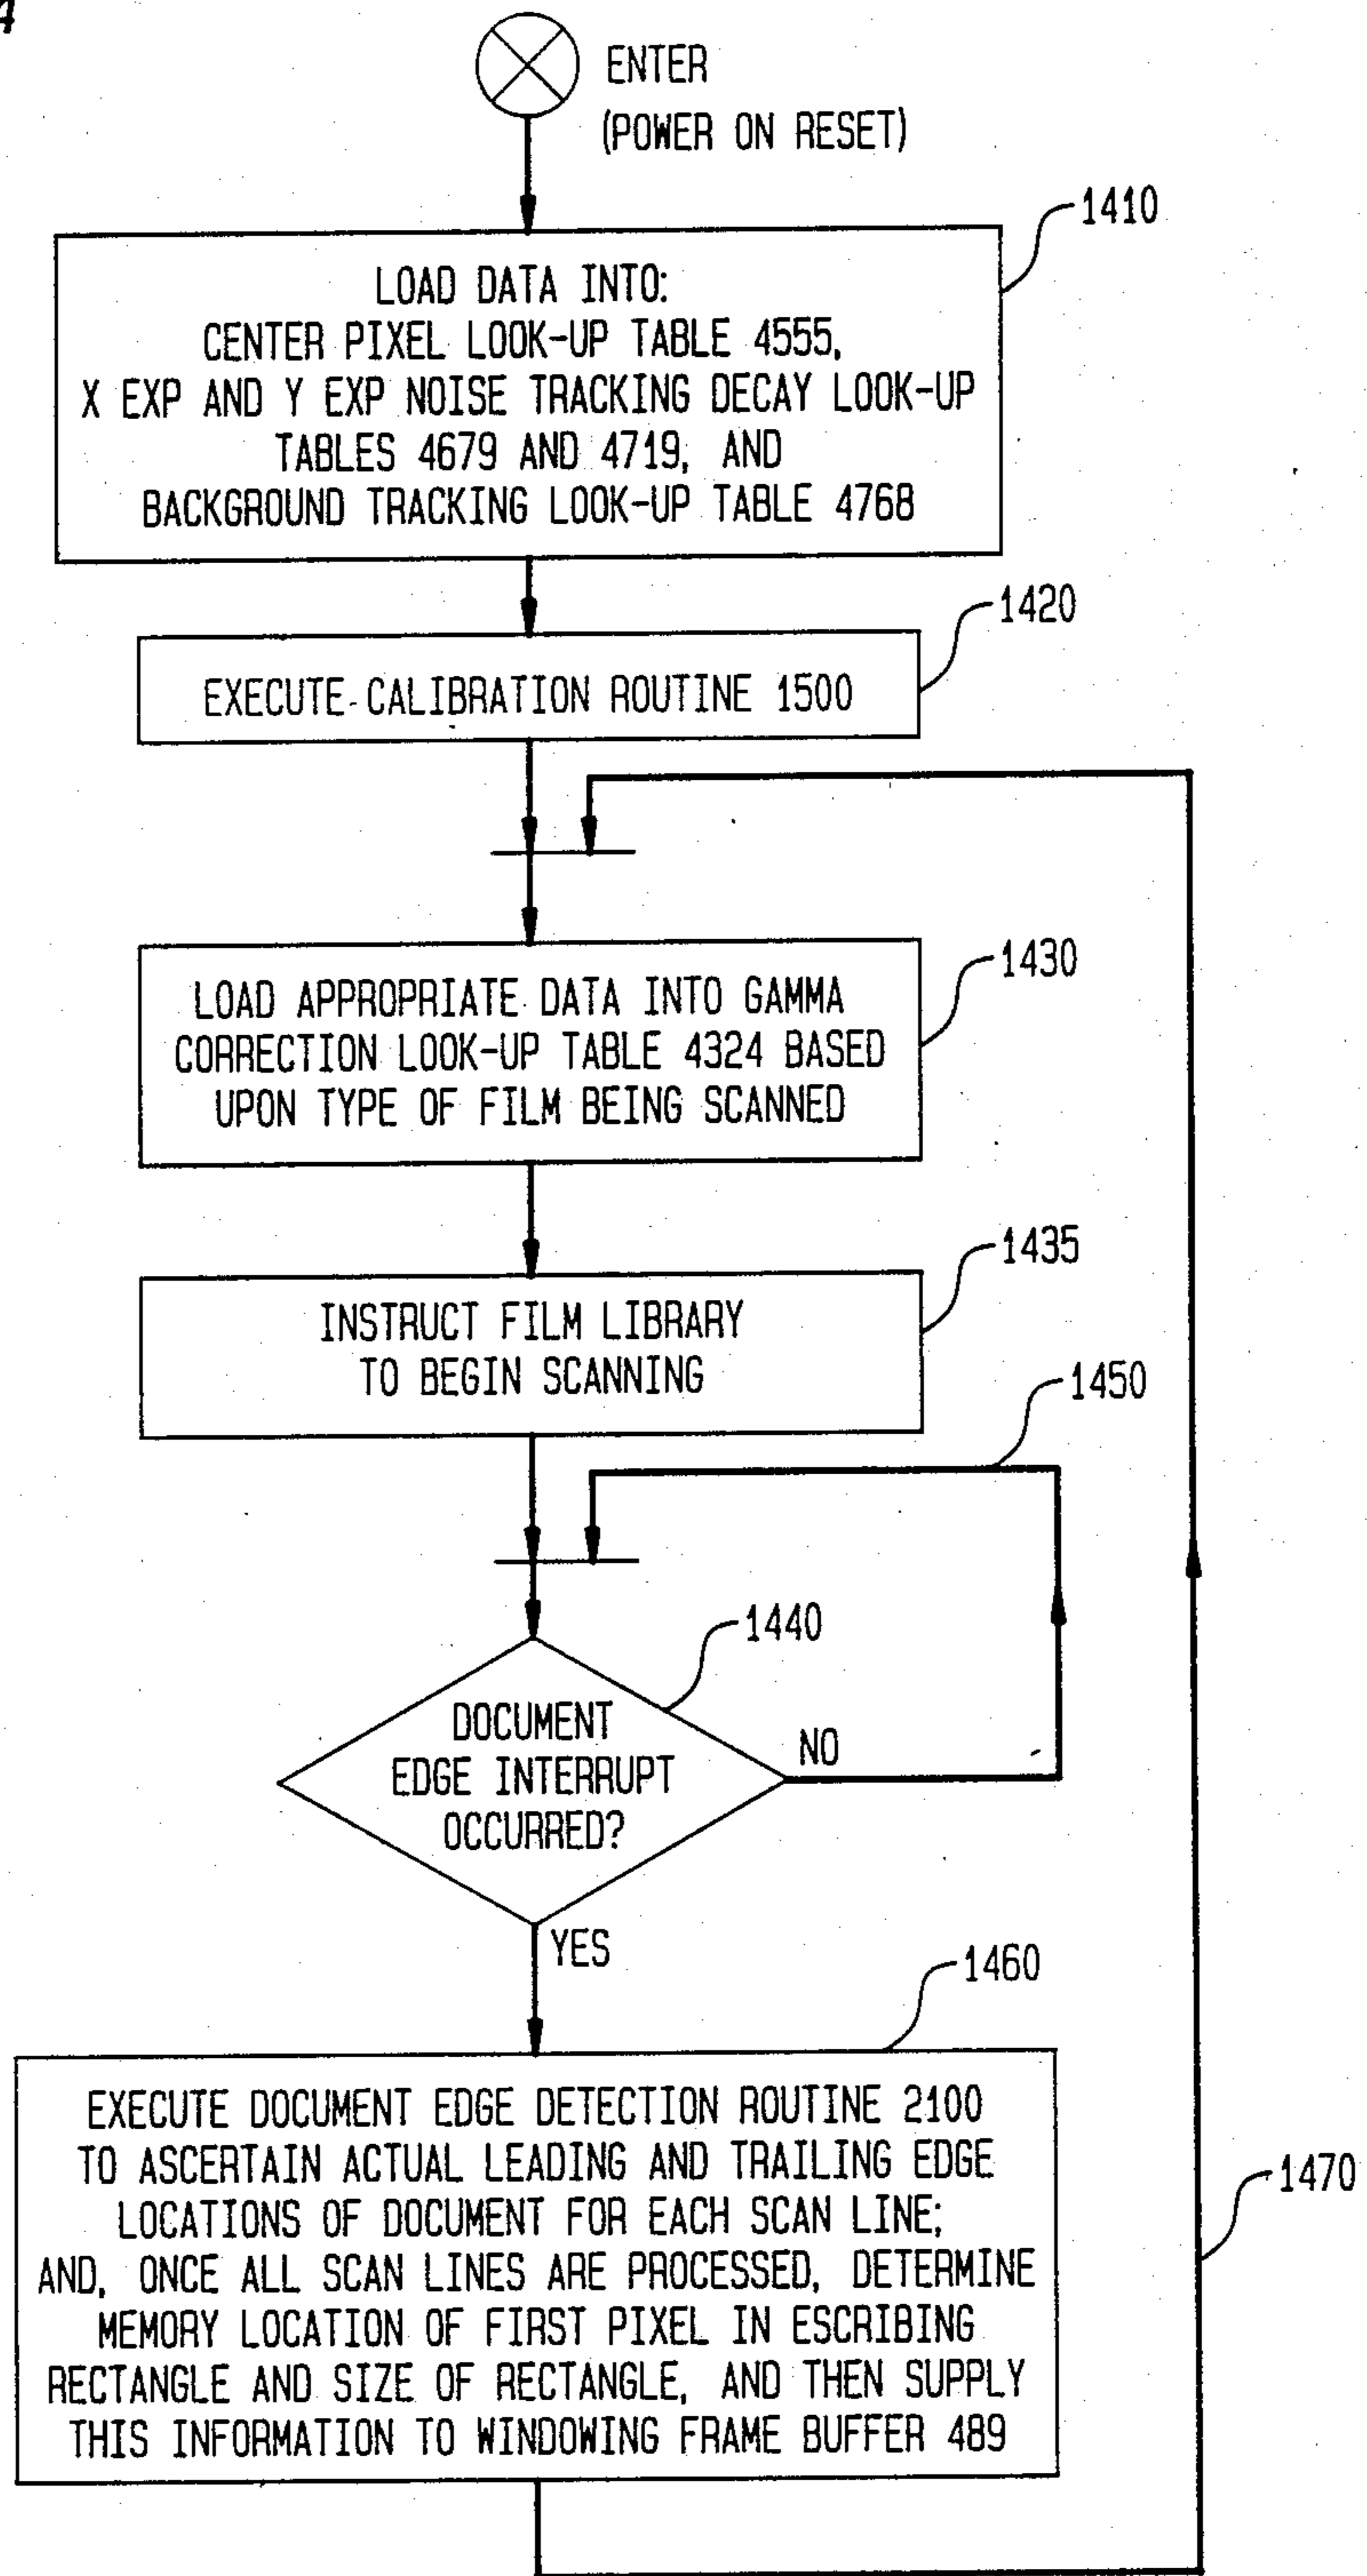 4
ENTER
(POWER ON RESET)
1410
LOAD DATA INTO:
CENTER PIXEL LOOK-UP TABLE 4555,
X EXP AND Y EXP NOISE TRACKING DECAY LOOK-UP
TABLES 4679 AND 4719, AND
BACKGROUND TRACKING LOOK-UP TABLE 4768
1420
EXECUTE CALIBRATION ROUTINE 1500
1430
LOAD APPROPRIATE DATA INTO GAMMA
CORRECTION LOOK-UP TABLE 4324 BASED
UPON TYPE OF FILM BEING SCANNED
1435
INSTRUCT FILM LIBRARY
TO BEGIN SCANNING
1450
1440
DOCUMENT
EDGE INTERRUPT
OCCURRED?
NO
YES
1460
EXECUTE DOCUMENT EDGE DETECTION ROUTINE 2100
TO ASCERTAIN ACTUAL LEADING AND TRAILING EDGE
LOCATIONS OF DOCUMENT FOR EACH SCAN LINE;
AND, ONCE ALL SCAN LINES ARE PROCESSED, DETERMINE
MEMORY LOCATION OF FIRST PIXEL IN ESCRIBING
RECTANGLE AND SIZE OF RECTANGLE, AND THEN SUPPLY
THIS INFORMATION TO WINDOWING FRAME BUFFER 489
1470